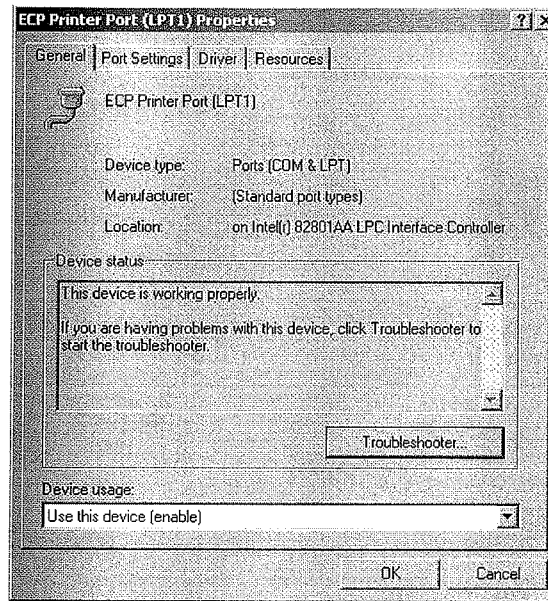 ECP Printer Port (LPT1) Properties
General Port Settings Driver Resources
ECP Printer Port (LPT1)
Device type: Ports (COM & LPT)
Manufacturer: (Standard port types)
Location: on Intel(r) 82801AA LPC Interface Controller
Device status
This device is working properly.
If you are having problems with this device, click Troubleshooter to
start the troubleshooter.
Troubleshooter...
Device usage:
Use this device (enable)
OK Cancel